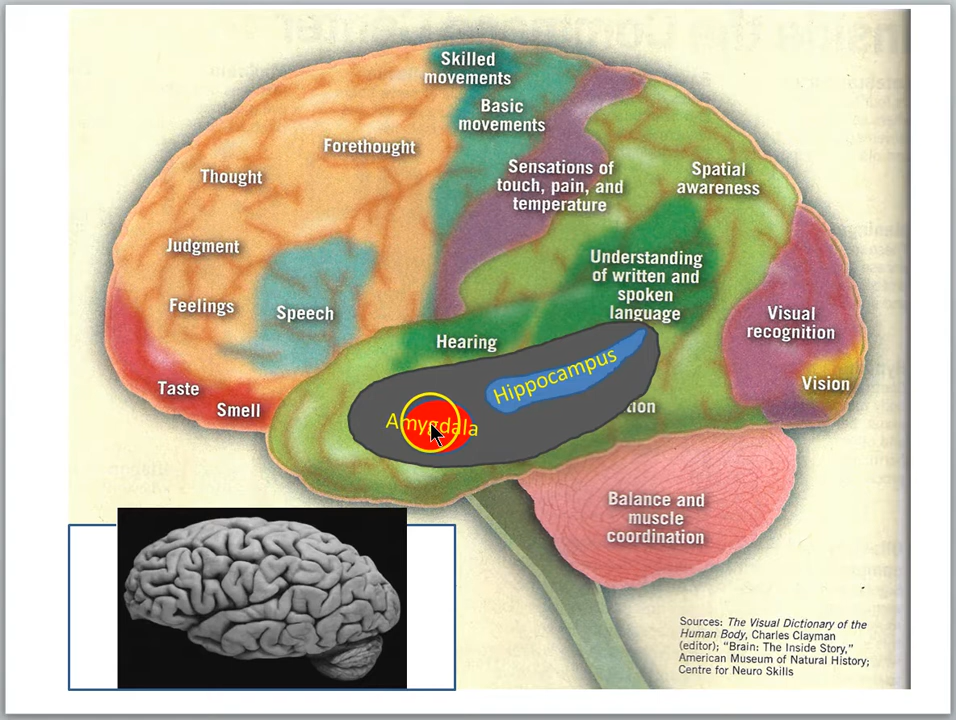 Skilled
movements
Basic
movements
Forethought
Thought
Sensations of
touch, pain, and
temperature
Spatial
awareness
Judgment
Understanding
of written and
spoken
language
Feelings
Speech
Visual
recognition
Hearing
Hippocampus
Taste
Vision
Smell
Amygdala
Balance and
muscle
coordination
Sources: The Visual Dictionary of the
Human Body, Charles Clayman
(editor); “Brain: The Inside Story,”
American Museum of Natural History;
Centre for Neuro Skills